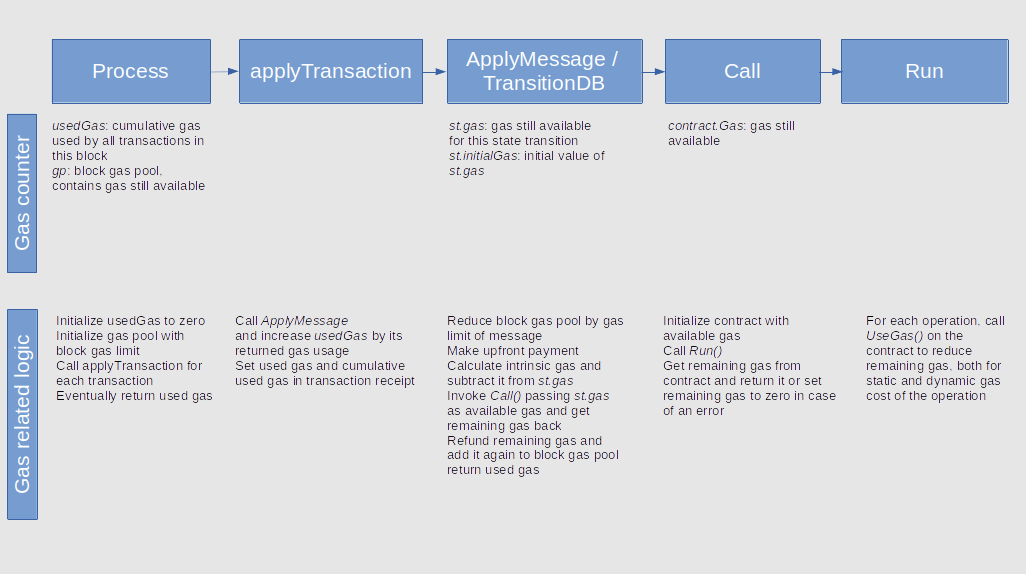 Process
applyTransaction
ApplyMessage /
TransitionDB
Call
Run
Gas counter
usedGas: cumulative gas
used by all transactions in
this block
gp: block gas pool,
contains gas still available
st.gas: gas still available
for this state transition
st.initialGas: initial value of
st.gas
contract.Gas: gas still
available
Gas related logic
Initialize usedGas to zero
Initialize gas pool with
block gas limit
Call applyTransaction for
each transaction
Eventually return used gas
Call ApplyMessage
and increase usedGas by its
returned gas usage
Set used gas and cumulative
used gas in transaction receipt
Reduce block gas pool by gas
limit of message
Make upfront payment
Calculate intrinsic gas and
subtract it from st.gas
Invoke Call() passing st.gas
as available gas and get
remaining gas back
Refund remaining gas and
add it again to block gas pool
return used gas
Initialize contract with
available gas
Call Run()
Get remaining gas from
contract and return it or set
remaining gas to zero in case
of an error
For each operation, call
UseGas() on the
contract to reduce
remaining gas, both for
static and dynamic gas
cost of the operation